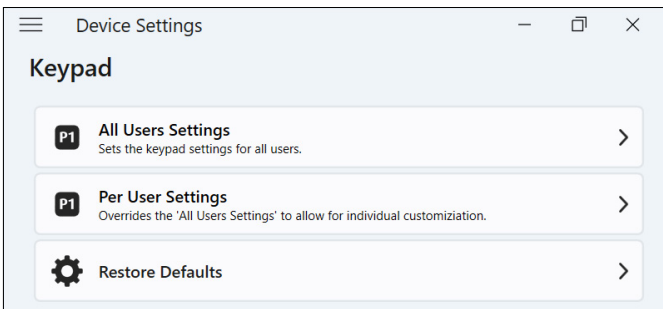 Device Settings
Keypad
P1
All Users Settings
Sets the keypad settings for all users.
P1
Per User Settings
Overrides the 'All Users Settings' to allow for individual customiziation.
Restore Defaults